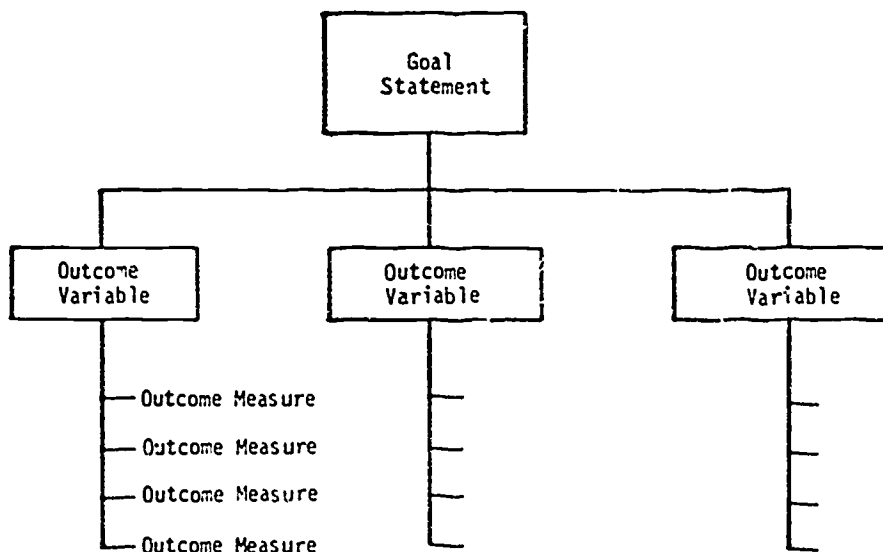 Goal
Statement
Outcome
Variable
Outcome
Variable
Outcome
Variable
Outcome Measure
Outcome Measure
Outcome Measure
Outcome Measure